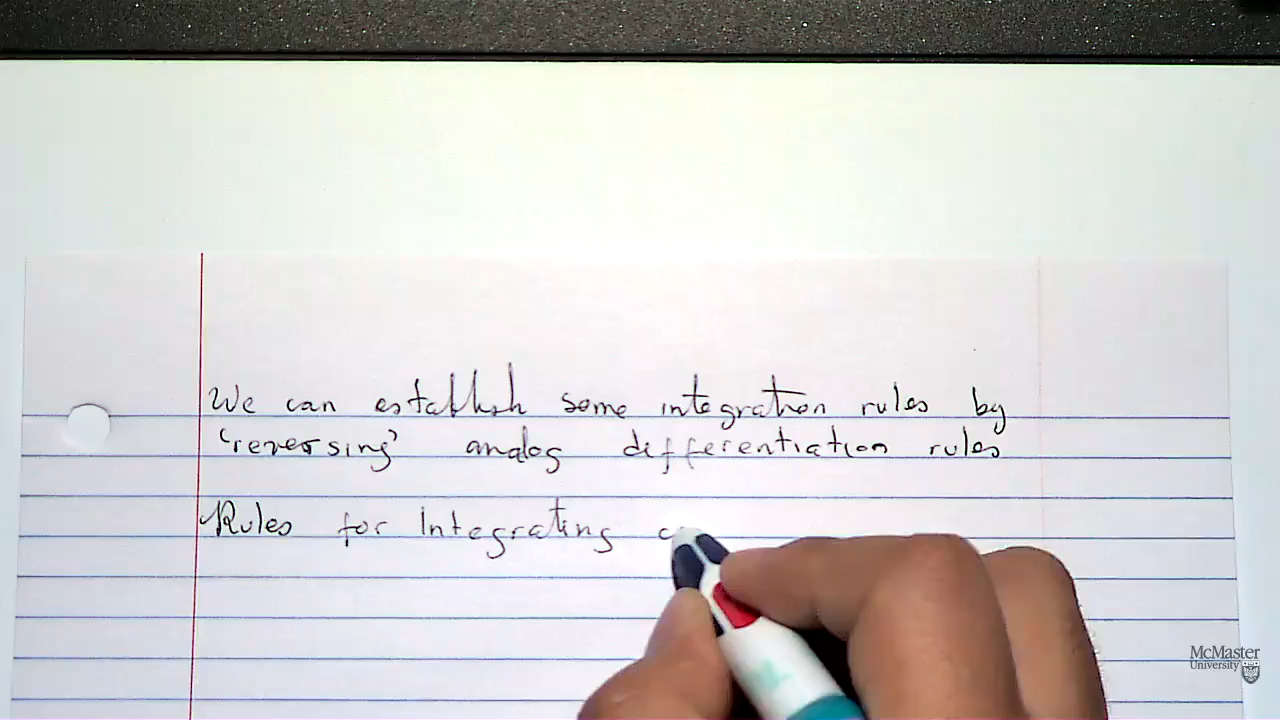 We can establish some integration rules by
'reversing' analog differentiation rules
Rules for Integrating
McMaster
University